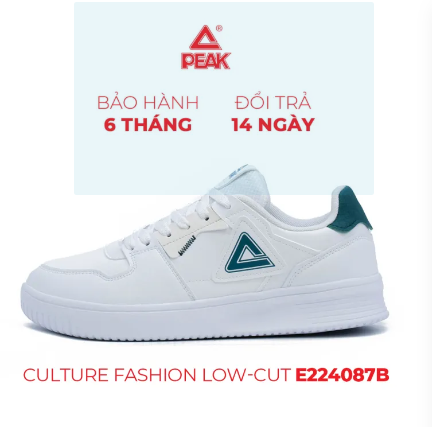 PEAK
BẢO HÀNH
6 THÁNG
ĐỔI TRẢ
14 NGÀY
CULTURE FASHION LOW-CUT E224087B